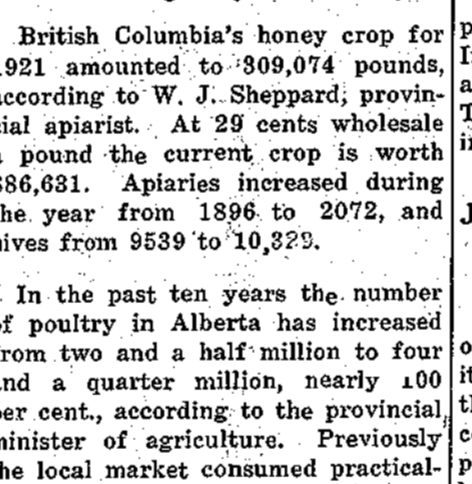 British Columbia's honey crop for
1921 amounted to 309,074 pounds,
according to W. J. Sheppard, provin-
cial apiarist. At 29 cents wholesale
a pound the current crop is worth
$86,631. Apiaries increased during
the year from 1896 to 2072, and
hives from 9539 to 10,323.
In the past ten years the number
of poultry in Alberta has increased
from two and a half million to four
and a quarter million, nearly 100
per cent., according to the provincial
minister of agriculture. Previously
the local market consumed practical-